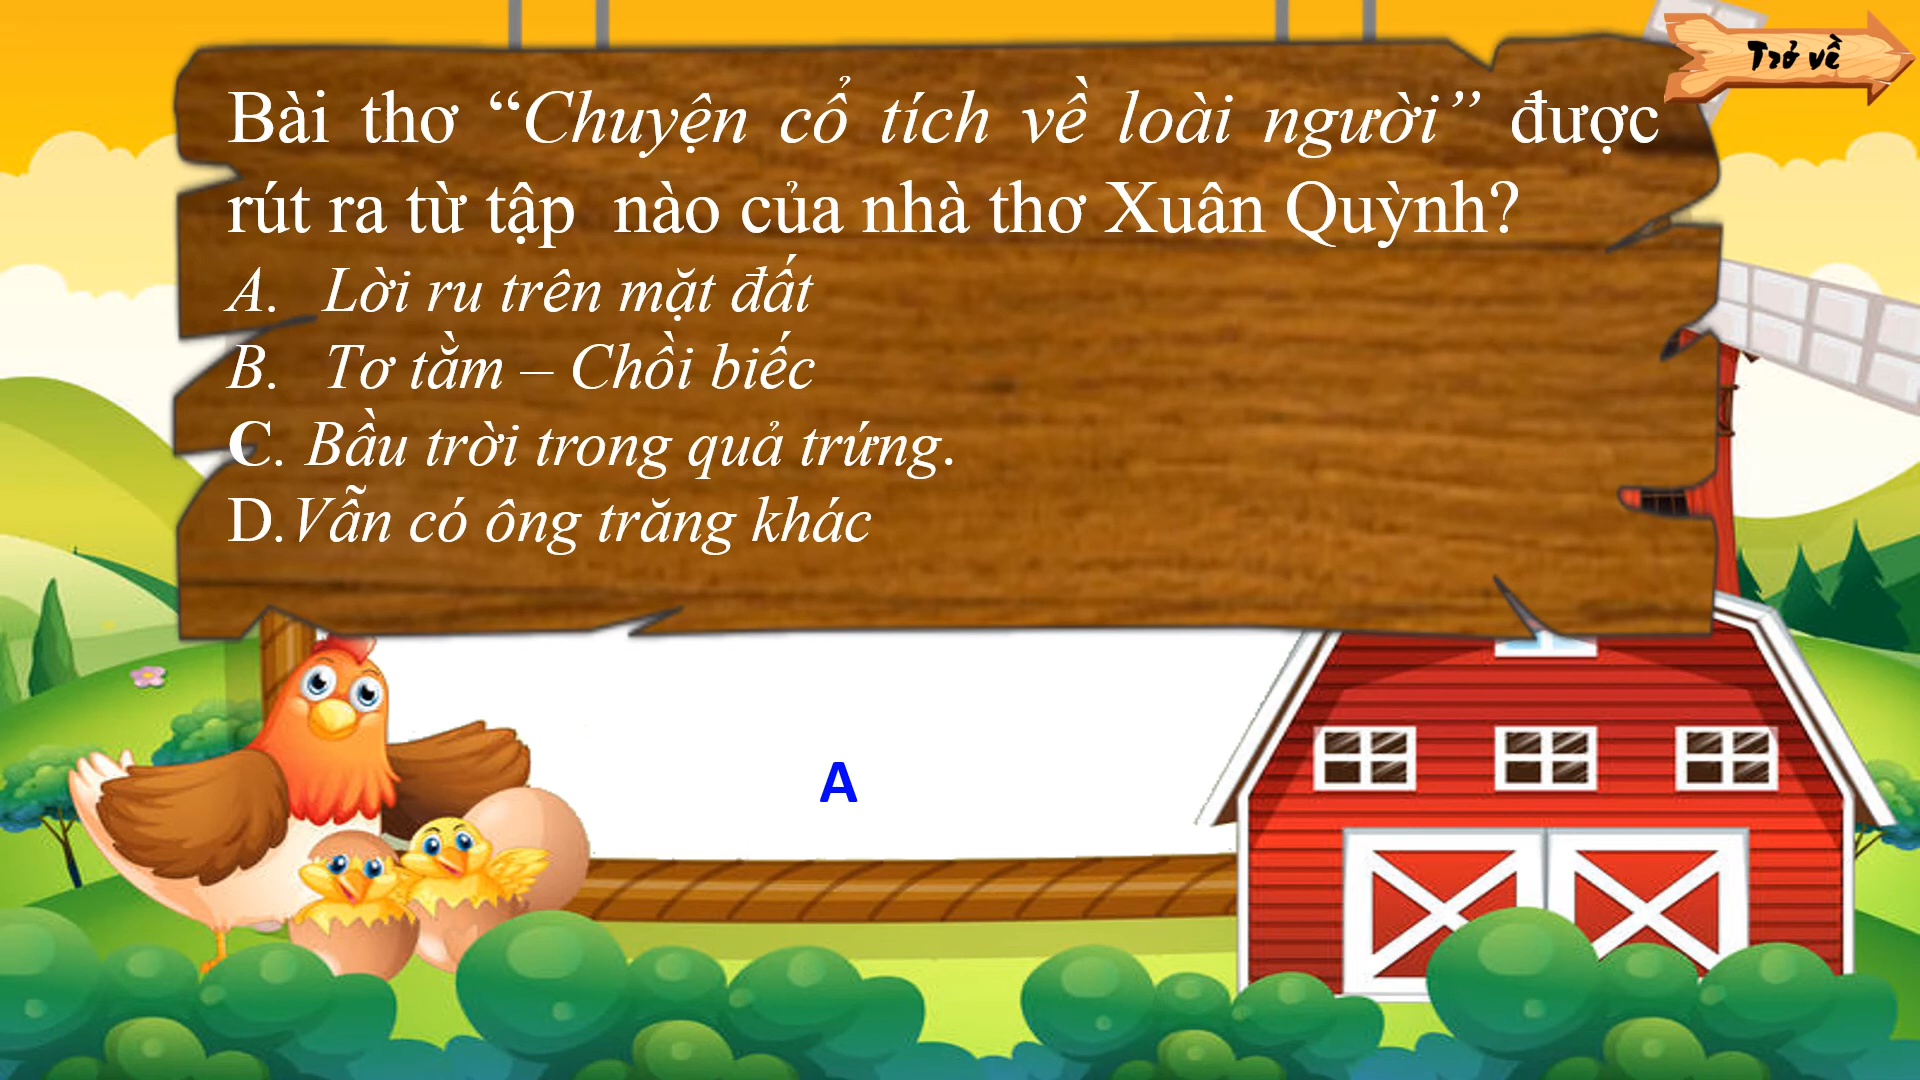 Trở về
Bài thơ “Chuyện cổ tích về loài người” được
rút ra từ tập nào của nhà thơ Xuân Quỳnh?
A. Lời ru trên mặt đất
B. Tơ tằm – Chồi biếc
C. Bầu trời trong quả trứng.
D.Vẫn có ông trăng khác
A